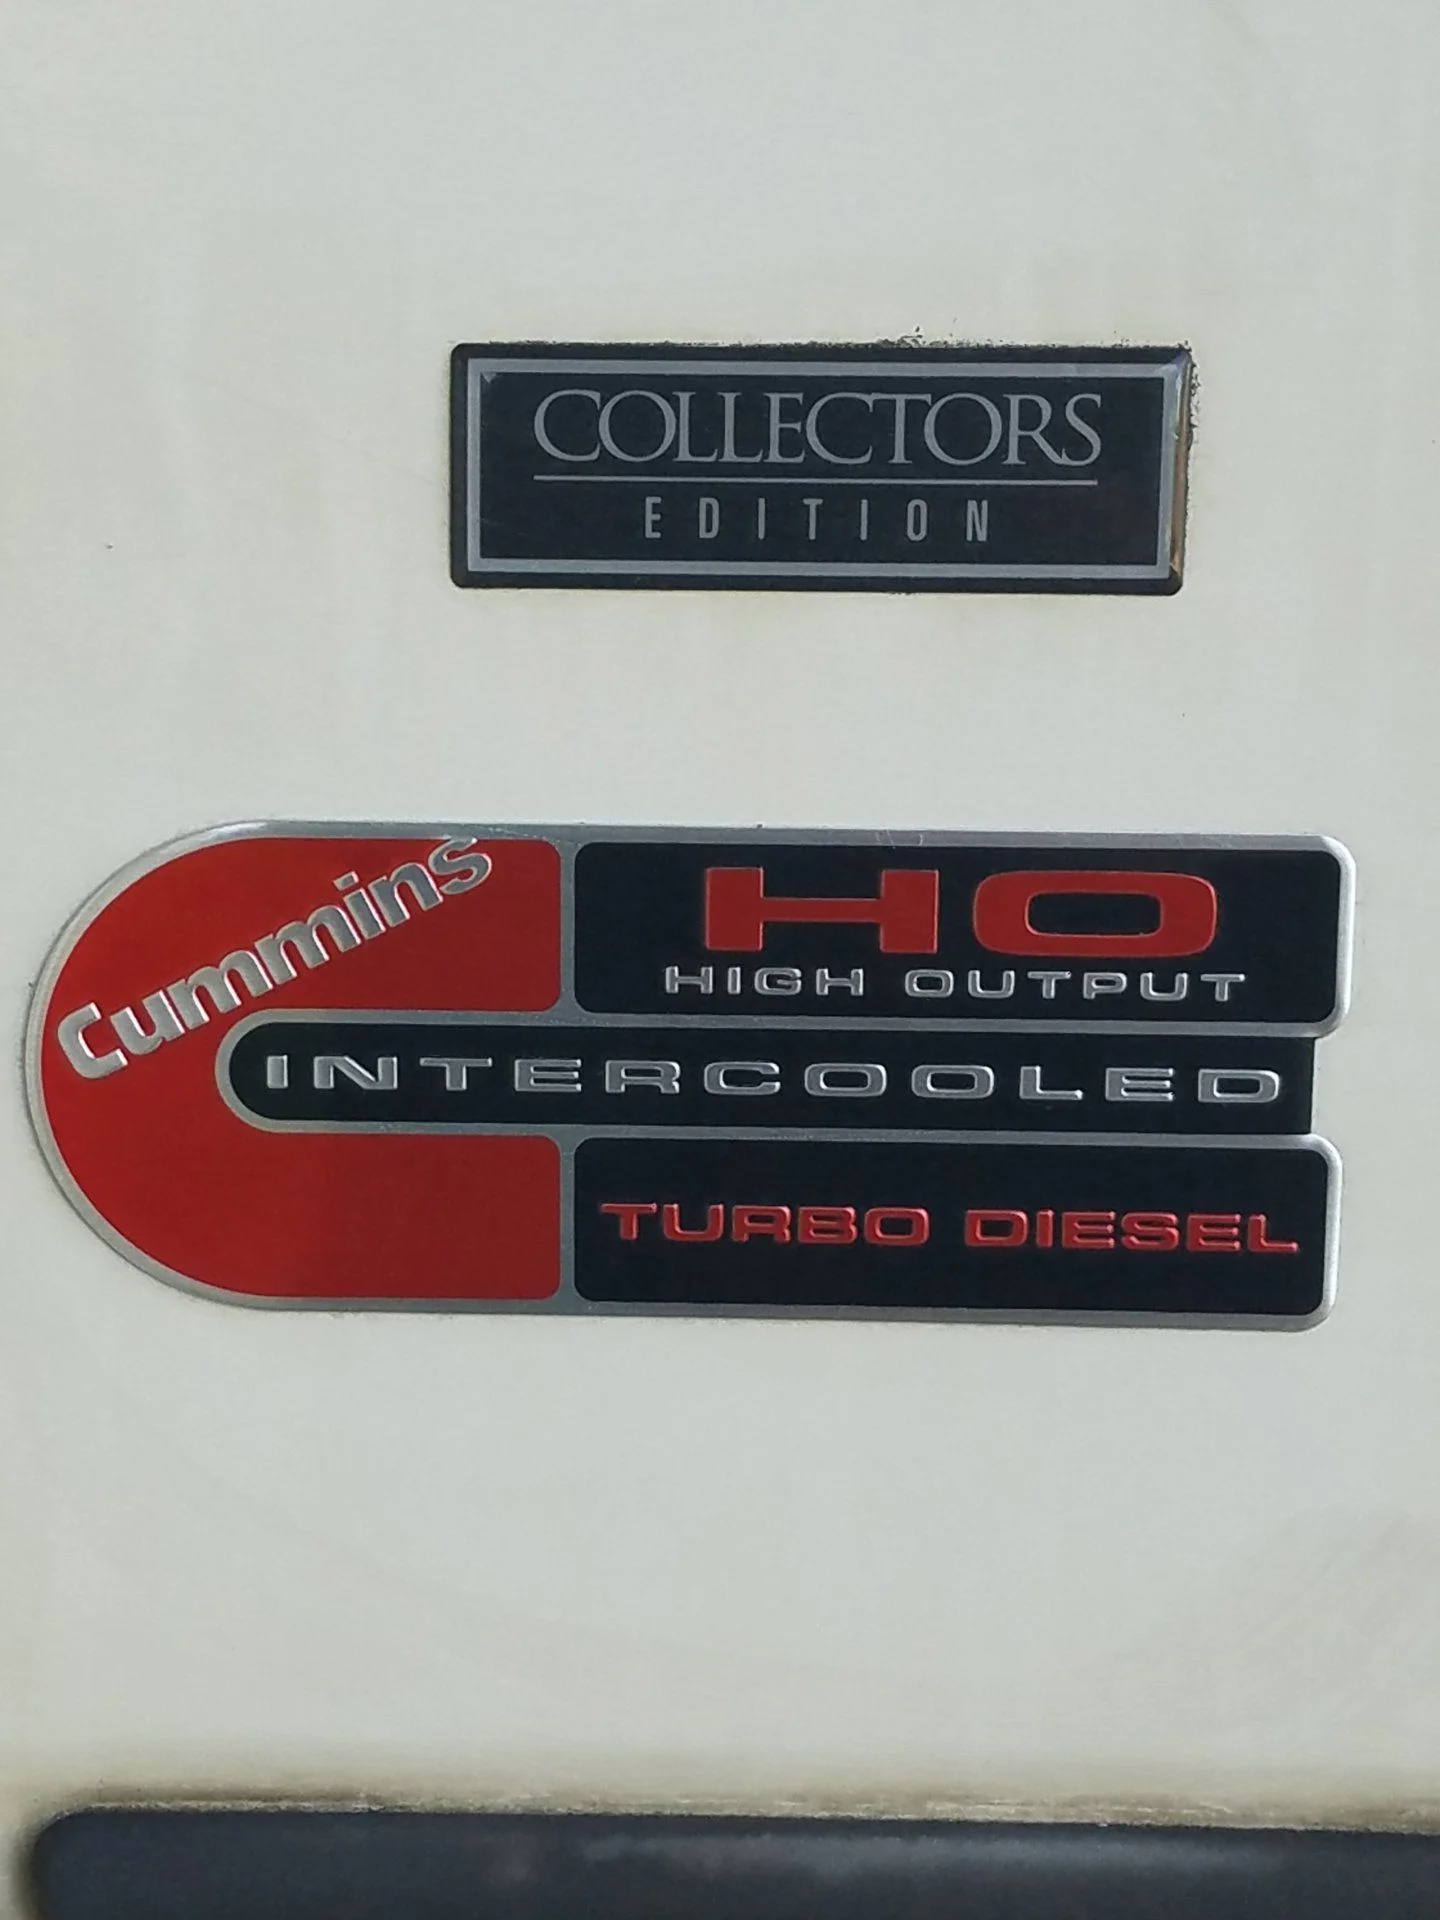 COLLECTORS
EDITION
Cummins
HO
HIGH OUTPUT
INTERCOOLED
TURBO DIESEL